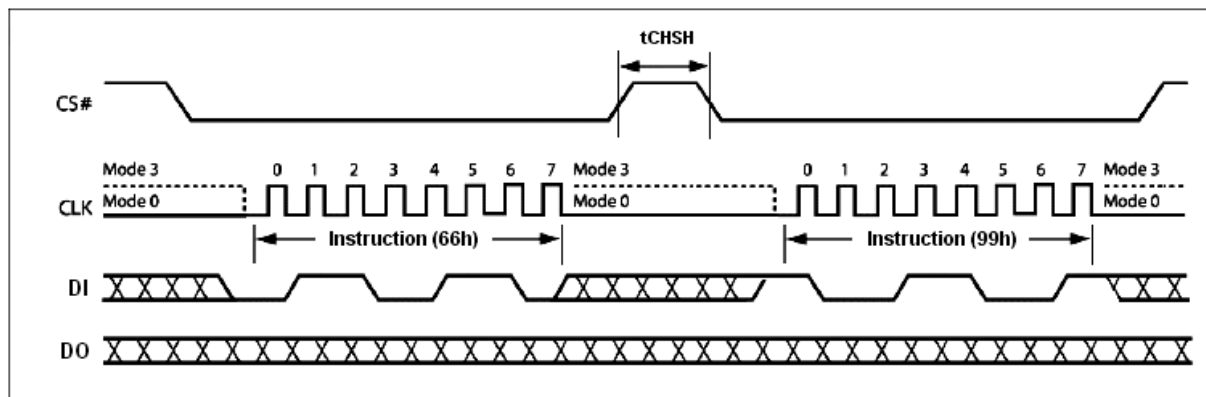 tCHSH
CS#
Mode 3 0 1 2 3 4 5 6 7 Mode 3 0 1 2 3 4 5 6 7 Mode 3
CLK Mode 0 Mode 0 Mode 0
Instruction (66h) Instruction (99h)
DI
DO